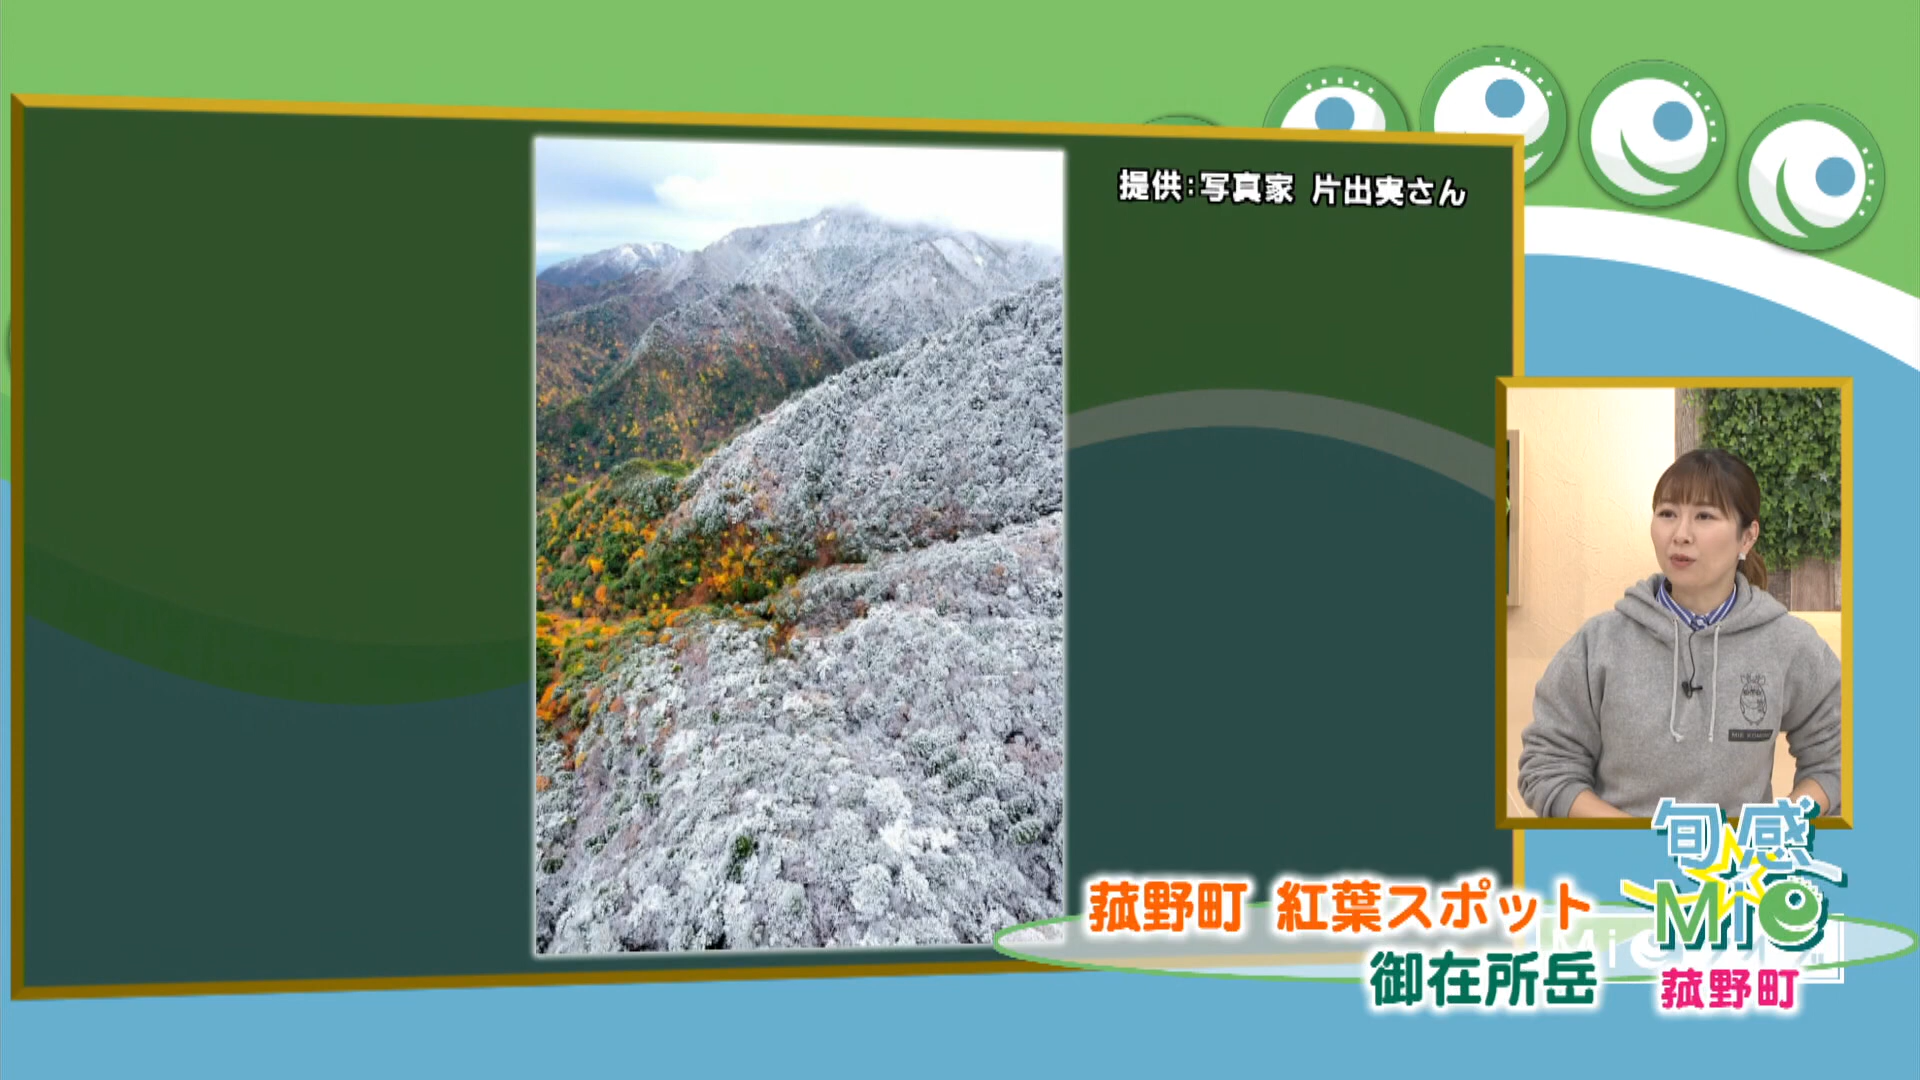 提供:写真家 片出実さん
旬感
Mie
菰野町 紅葉スポット
御在所岳
菰野町